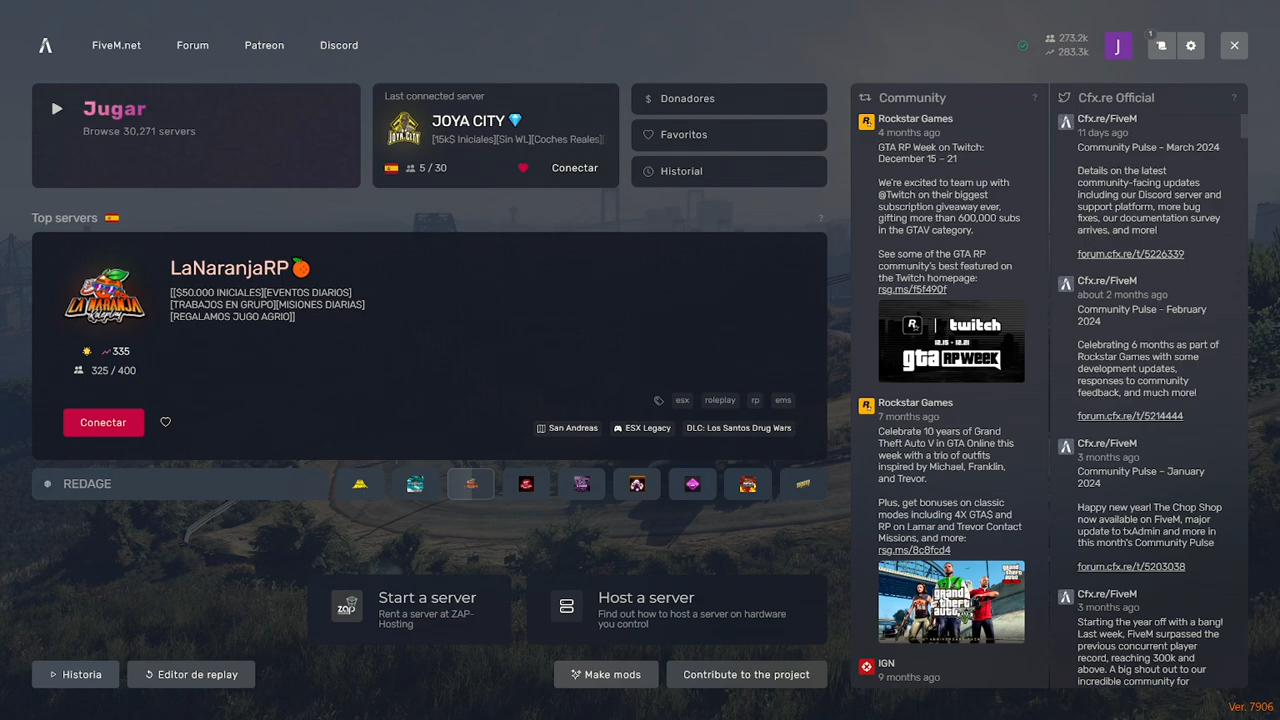 FiveM.net
Forum
Patreon
Discord
273.2k
283.3k
J
1
Jugar
Browse 30,271 servers
Last connected server
JOYA CITY
JOYA CITY💎
[15k$ Iniciales][Sin WL][Coches Reales]
5 / 30
Conectar
$ Donadores
Favoritos
Historial
Top servers
?
LA NARANJA
Roleplay
LaNaranjaRP🍊
[[$50.000 INICIALES][EVENTOS DIARIOS]
[TRABAJOS EN GRUPO][MISIONES DIARIAS]
[REGALAMOS JUGO AGRIO]]
335
325 / 400
Conectar
esx
roleplay
rp
ems
San Andreas
ESX Legacy
DLC: Los Santos Drug Wars
REDAGE
ZAP
Start a server
Rent a server at ZAP-
Hosting
Host a server
Find out how to host a server on hardware
you control
Historia
Editor de replay
Make mods
Contribute to the project
Community
?
Rockstar Games
4 months ago
GTA RP Week on Twitch:
December 15 – 21
We're excited to team up with
@Twitch on their biggest
subscription giveaway ever,
gifting more than 600,000 subs
in the GTAV category.
See some of the GTA RP
community's best featured on
the Twitch homepage:
rsg.ms/f5f490f
R
twitch
12.15 - 12.21
gta RP WEEK
Rockstar Games
7 months ago
Celebrate 10 years of Grand
Theft Auto V in GTA Online this
week with a trio of outfits
inspired by Michael, Franklin,
and Trevor.
Plus, get bonuses on classic
modes including 4X GTA$ and
RP on Lamar and Trevor Contact
Missions, and more:
rsg.ms/8c8fcd4
grand
theft
auto
IGN
9 months ago
Cfx.re Official
?
Cfx.re/FiveM
11 days ago
Community Pulse – March 2024
Details on the latest
community-facing updates
including our Discord server and
support platform, more bug
fixes, our documentation survey
arrives, and more!
forum.cfx.re/t/5226339
Cfx.re/FiveM
about 2 months ago
Community Pulse - February
2024
Celebrating 6 months as part of
Rockstar Games with some
development updates,
responses to community
feedback, and much more!
forum.cfx.re/t/5214444
Cfx.re/FiveM
3 months ago
Community Pulse – January
2024
Happy new year! The Chop Shop
now available on FiveM, major
update to txAdmin and more in
this month's Community Pulse
forum.cfx.re/t/5203038
Cfx.re/FiveM
3 months ago
Starting the year off with a bang!
Last week, FiveM surpassed the
previous concurrent player
record, reaching 300k and
above. A big shout out to our
incredible community for
Ver. 7906